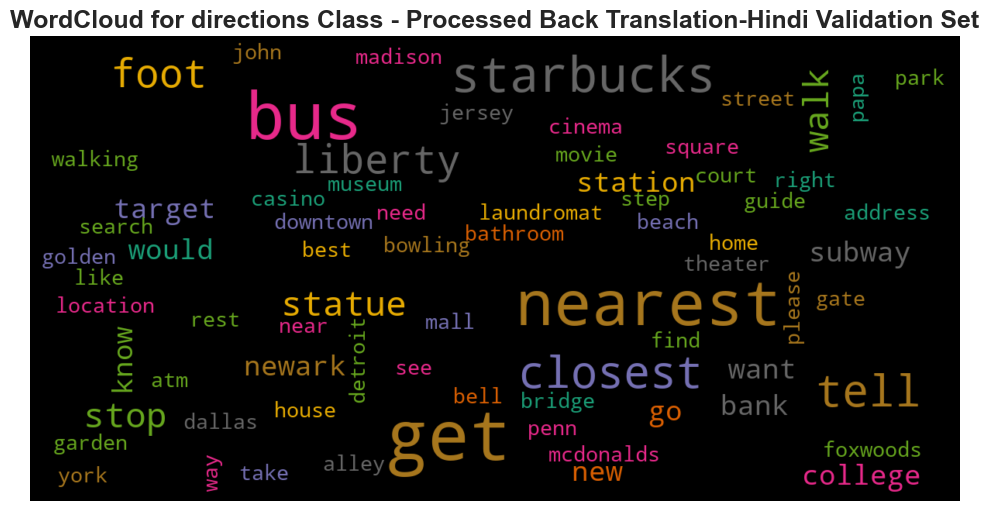 WordCloud for directions Class - Processed Back Translation-Hindi Validation Set
john
madison
foot
starbucks
walk
papa
park
bus
jersey
street
cinema
liberty
movie
square
walking
museum
station
court
right
casino
step
guide
target
downtown
need
laundromat
beach
address
search
bathroom
would
best
bowling
home
subway
golden
theater
like
location
statue
nearest
please
gate
rest
near
mall
find
know
detroit
newark
see
closest
want
tell
atm
bell
bridge
bank
stop
dallas
house
get
go
garden
penn
foxwoods
york
way
take
alley
mcdonalds
new
college